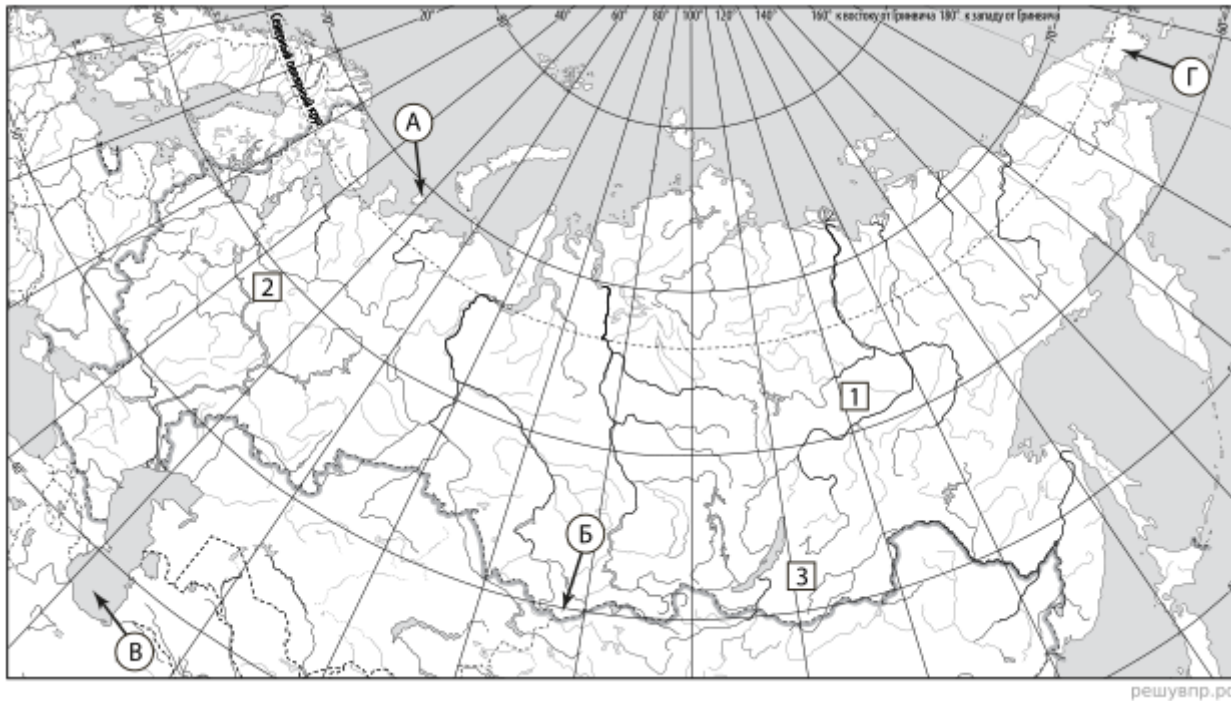 20° 40° 60° 80° 100° 120° 140° 160° к востоку от Гринвича 180° к западу от Гринвича
Северный полярный круг
А
Г
2
1
Б
3
В
решувпр.рф